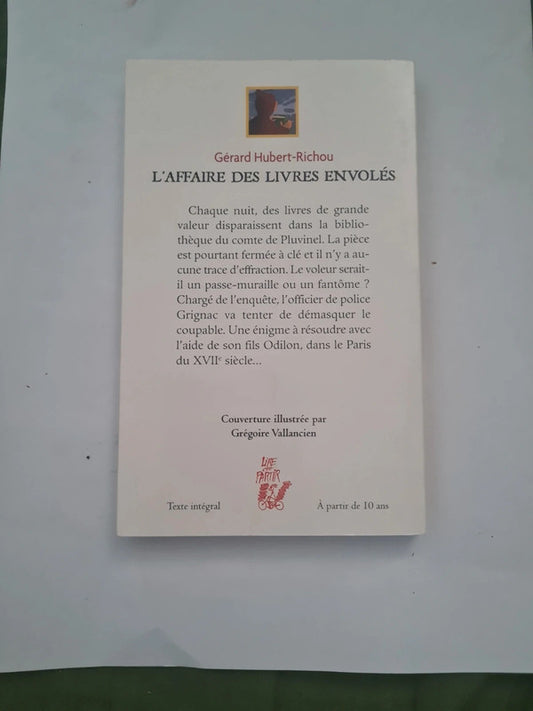 Gérard Hubert-Richou
L'AFFAIRE DES LIVRES ENVOLÉS
Chaque nuit, des livres de grande
valeur disparaissent dans la biblio-
thèque du comte de Pluvinel. La pièce
est pourtant fermée à clé et il n'y a au-
cune trace d'effraction. Le voleur serait-
il un passe-muraille ou un fantôme ?
Chargé de l'enquête, l'officier de police
Grignac va tenter de démasquer le
coupable. Une énigme à résoudre avec
l'aide de son fils Odilon, dans le Paris
du XVIIe siècle...
Couverture illustrée par
Grégoire Vallancien
LIRE
PARTIR
Texte intégral
À partir de 10 ans